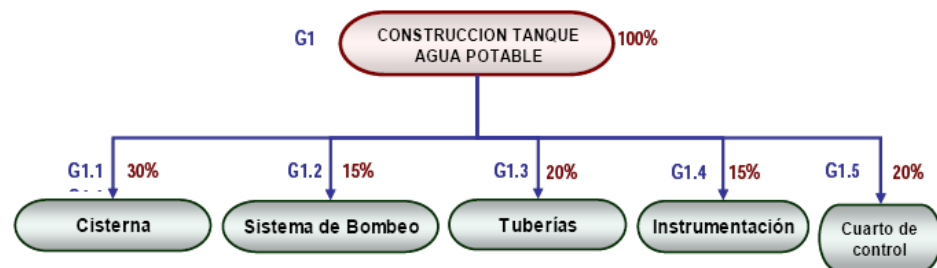 G1
CONSTRUCCION TANQUE
AGUA POTABLE
100%
G1.1 30%
G1.2 15%
G1.3 20%
G1.4 15%
G1.5 20%
Cisterna
Sistema de Bombeo
Tuberías
Instrumentación
Cuarto de
control